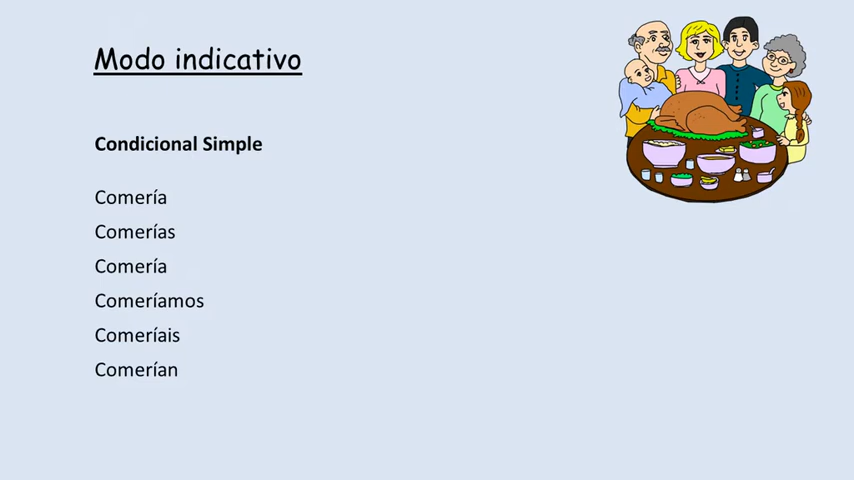 Modo indicativo
Condicional Simple
Comería
Comerías
Comería
Comeríamos
Comeríais
Comerían